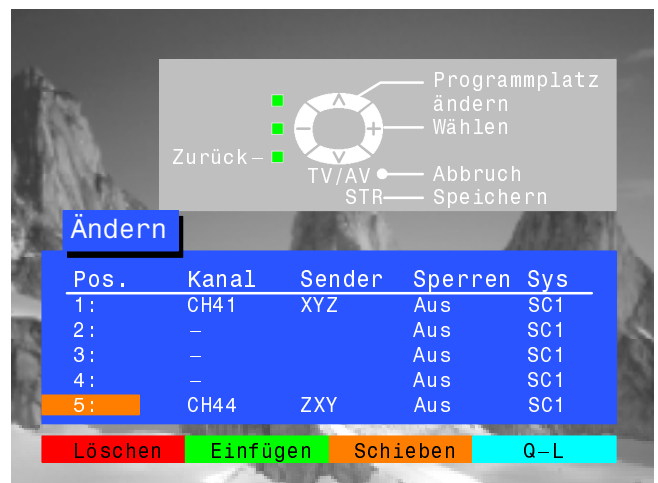 Programmplatz
ändern
Wählen
Zurück–
TV/AV Abbruch
STR Speichern
Ändern
Pos. Kanal Sender Sperren Sys
1: CH41 XYZ Aus SC1
2: – Aus SC1
3: – Aus SC1
4: – Aus SC1
5: CH44 ZXY Aus SC1
Löschen Einfügen Schieben Q–L